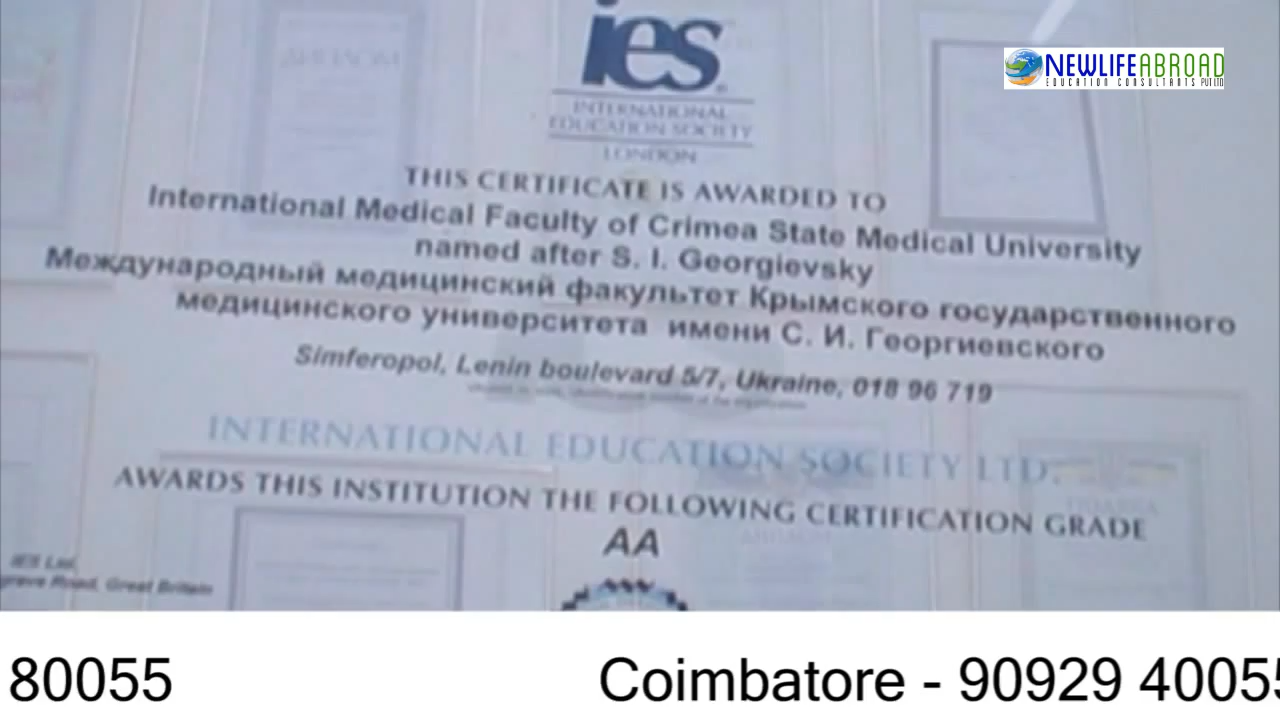 ies
NEWLIFEABROAD
EDUCATION CONSULTANTS PVT LTD
INTERNATIONAL
EDUCATION SOCIETY
LONDON
THIS CERTIFICATE IS AWARDED TO
International Medical Faculty of Crimea State Medical University
named after S. I. Georgievsky
Международный медицинский факультет Крымского государственного
медицинского университета имени С. И. Георгиевского
Simferopol, Lenin boulevard 5/7, Ukraine, 018 96 719
INTERNATIONAL EDUCATION SOCIETY LTD.
AWARDS THIS INSTITUTION THE FOLLOWING CERTIFICATION GRADE
AA
IES Ltd.
Road, Great Britain
80055
Coimbatore - 90929 40055